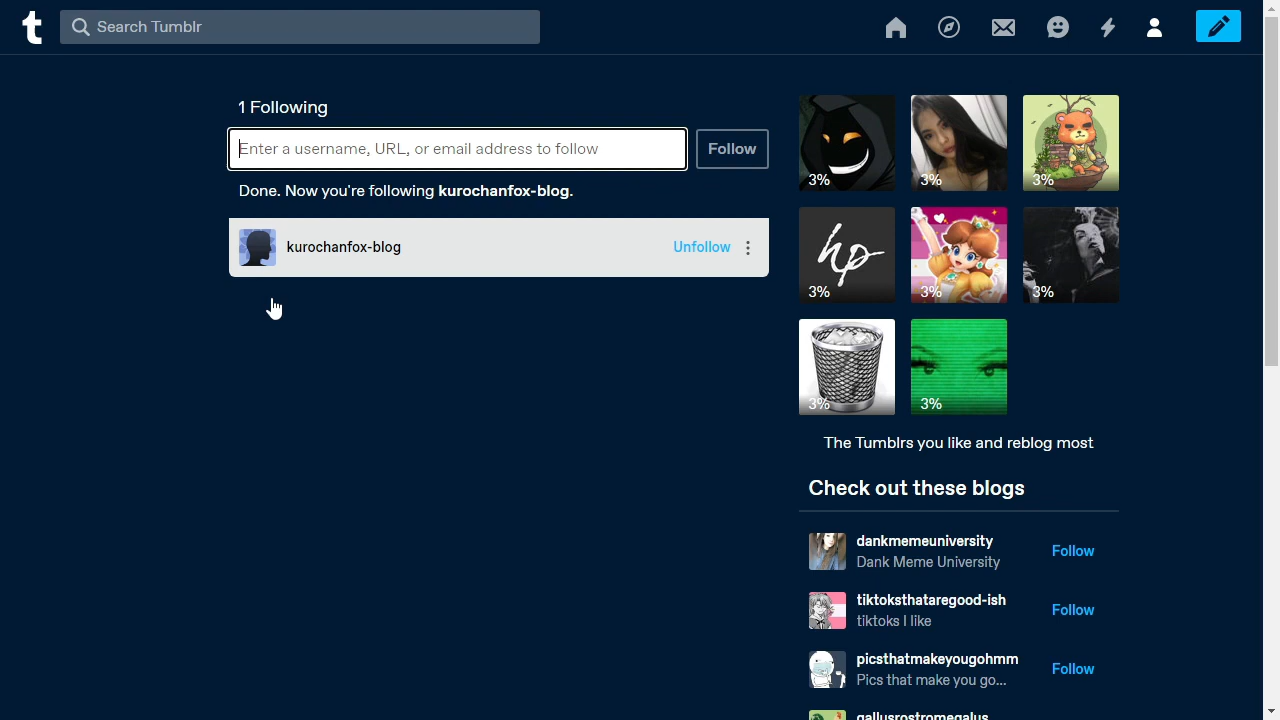 Search Tumblr
1 Following
Enter a username, URL, or email address to follow
Follow
Done. Now you're following kurochanfox-blog.
kurochanfox-blog
Unfollow
3%
3%
3%
hp
3%
3%
3%
3%
3%
The Tumblrs you like and reblog most
Check out these blogs
dankmemeuniversity
Dank Meme University
Follow
tiktoksthataregood-ish
tiktoks I like
Follow
picsthatmakeyougohmm
Pics that make you go...
Follow
gallusrostromegalus